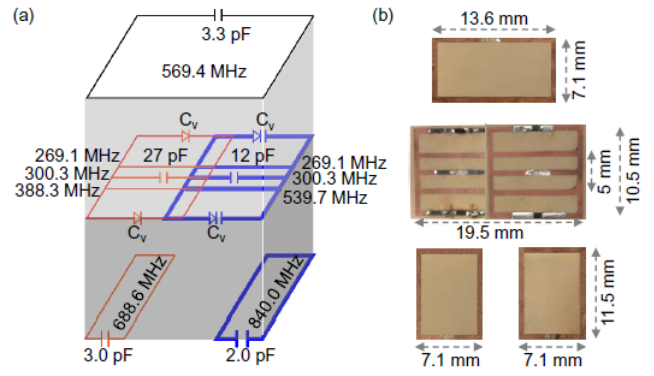 (a)
3.3 pF
569.4 MHz
Cᵥ
Cᵥ
269.1 MHz
27 pF
12 pF
269.1 MHz
300.3 MHz
300.3 MHz
388.3 MHz
539.7 MHz
Cᵥ
Cᵥ
688.6 MHz
840.0 MHz
3.0 pF
2.0 pF
(b)
13.6 mm
7.1 mm
5 mm
10.5 mm
19.5 mm
11.5 mm
7.1 mm
7.1 mm